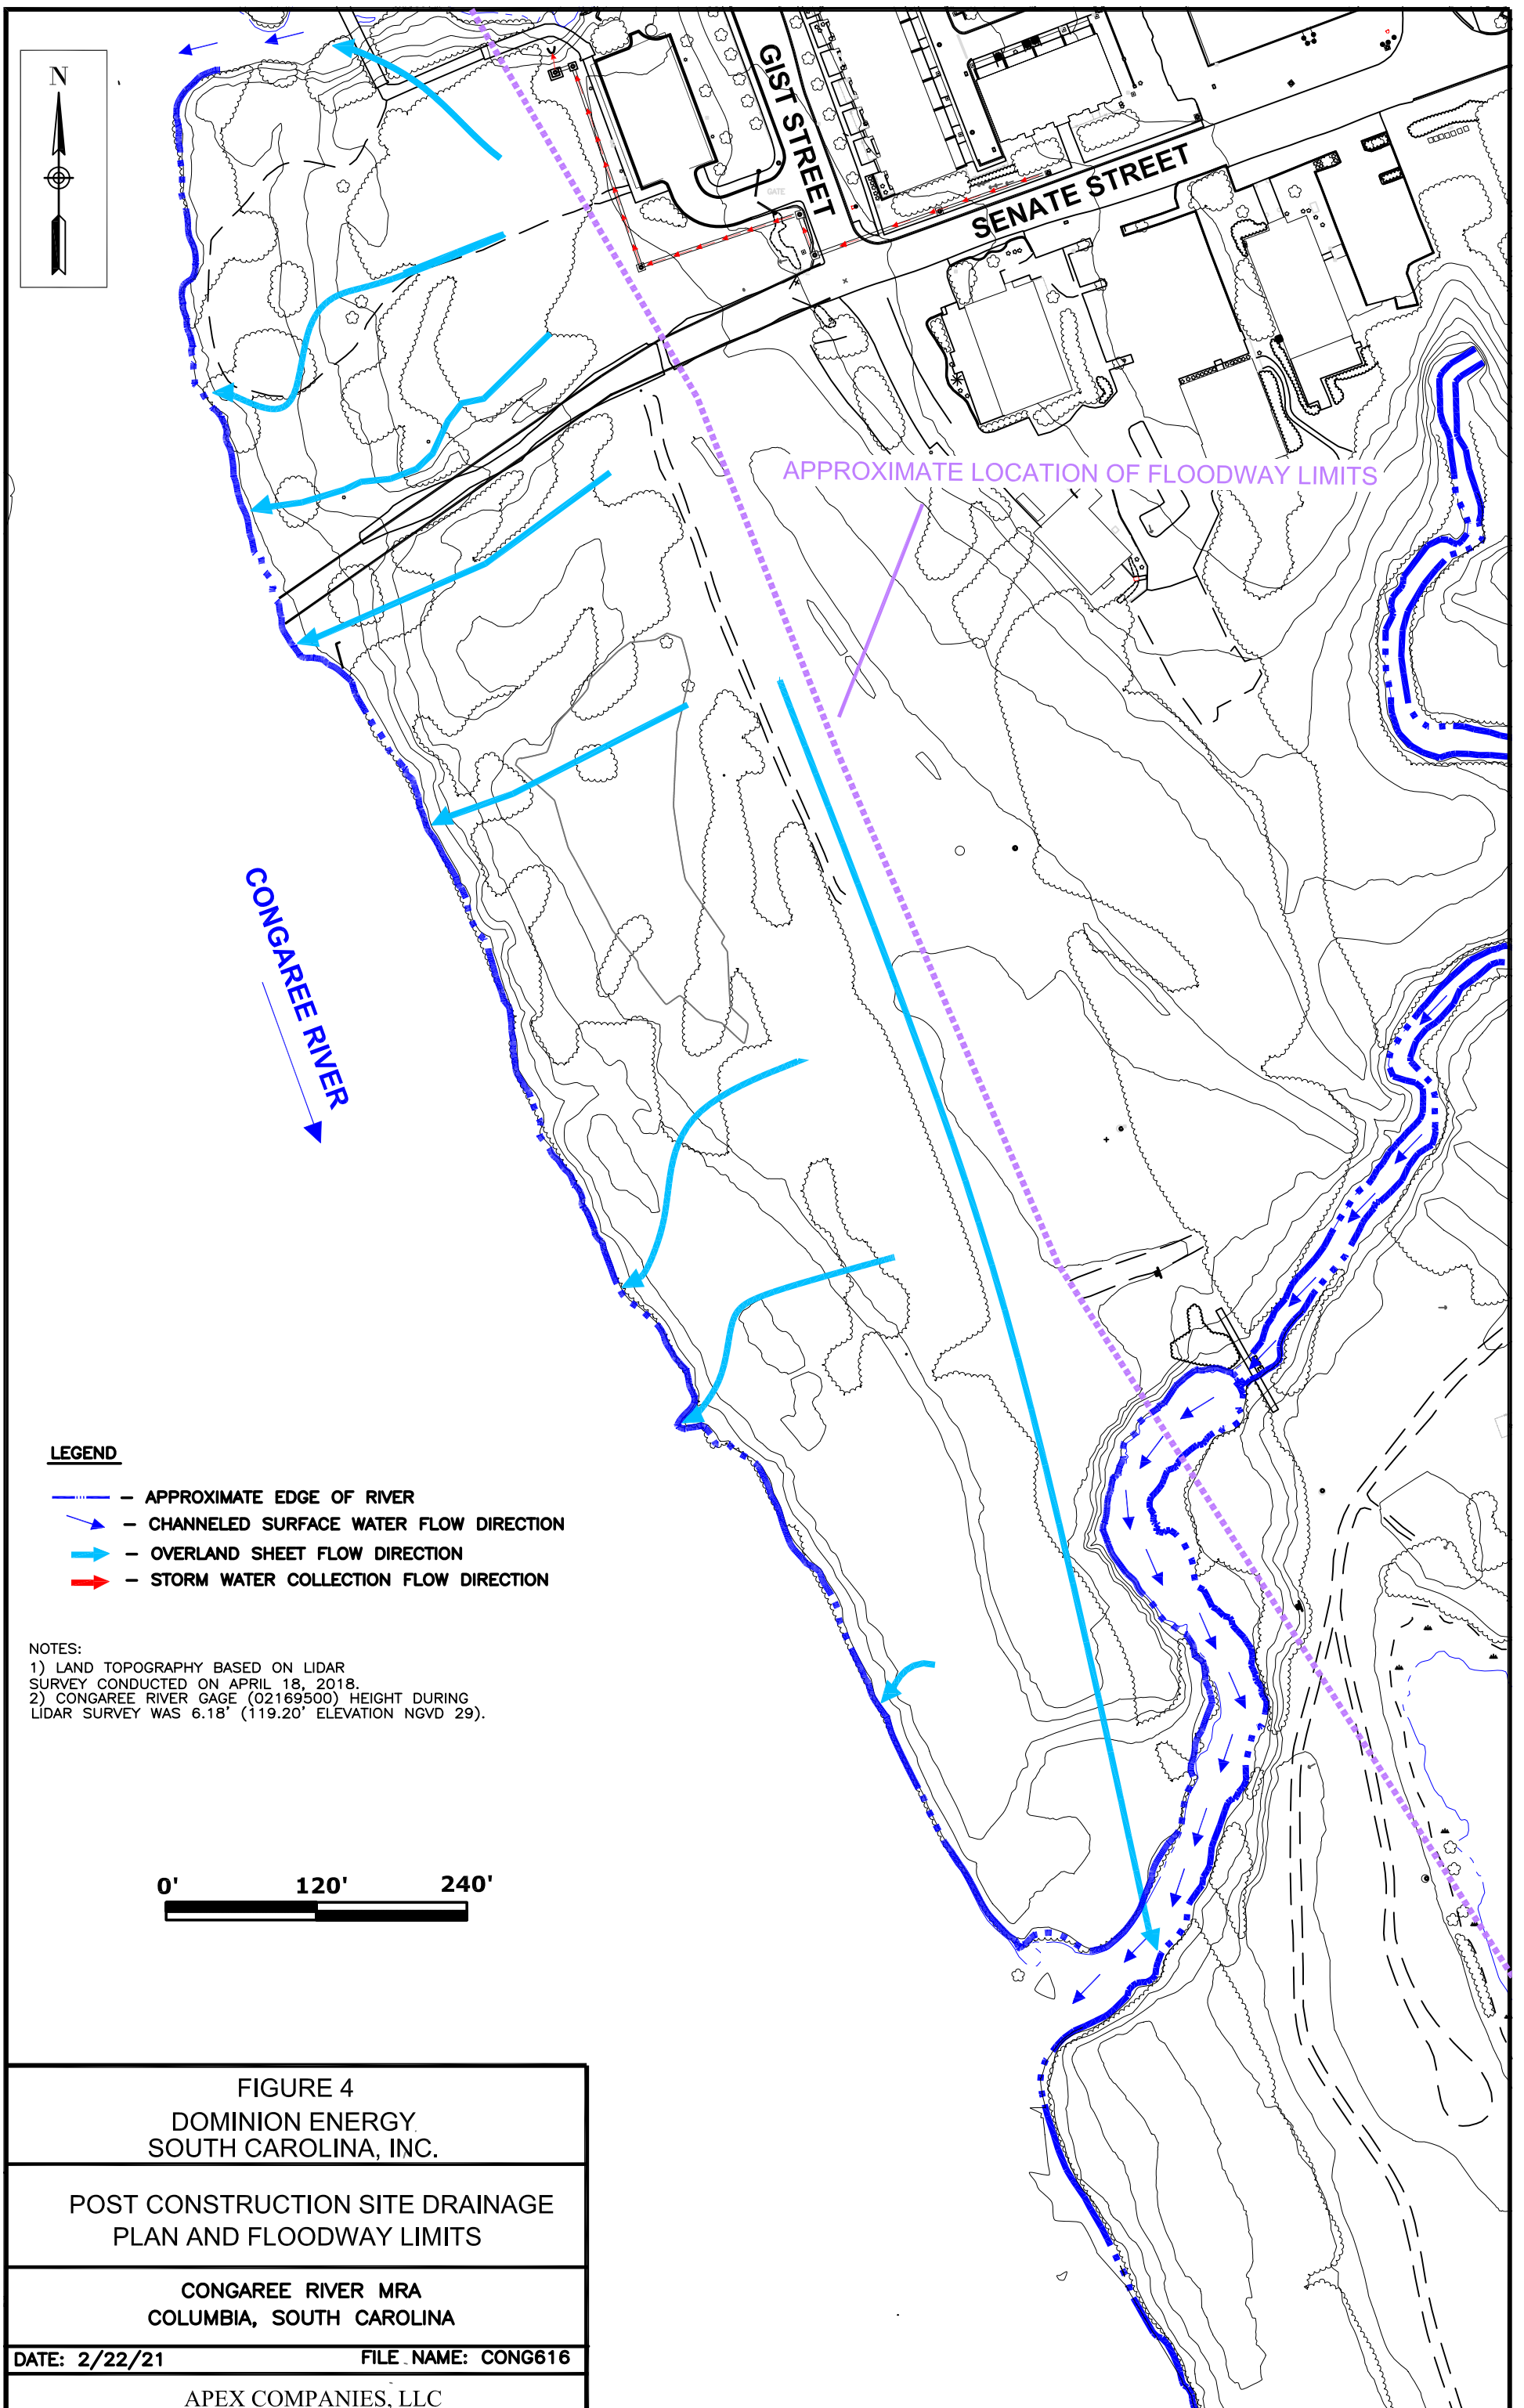 N
GIST STREET
GATE
SENATE STREET
APPROXIMATE LOCATION OF FLOODWAY LIMITS
CONGAREE RIVER
LEGEND
– APPROXIMATE EDGE OF RIVER
– CHANNELED SURFACE WATER FLOW DIRECTION
– OVERLAND SHEET FLOW DIRECTION
– STORM WATER COLLECTION FLOW DIRECTION
NOTES:
1) LAND TOPOGRAPHY BASED ON LIDAR
SURVEY CONDUCTED ON APRIL 18, 2018.
2) CONGAREE RIVER GAGE (02169500) HEIGHT DURING
LIDAR SURVEY WAS 6.18' (119.20' ELEVATION NGVD 29).
0' 120' 240'
FIGURE 4
DOMINION ENERGY
SOUTH CAROLINA, INC.
POST CONSTRUCTION SITE DRAINAGE
PLAN AND FLOODWAY LIMITS
CONGAREE RIVER MRA
COLUMBIA, SOUTH CAROLINA
DATE: 2/22/21 FILE NAME: CONG616
APEX COMPANIES, LLC